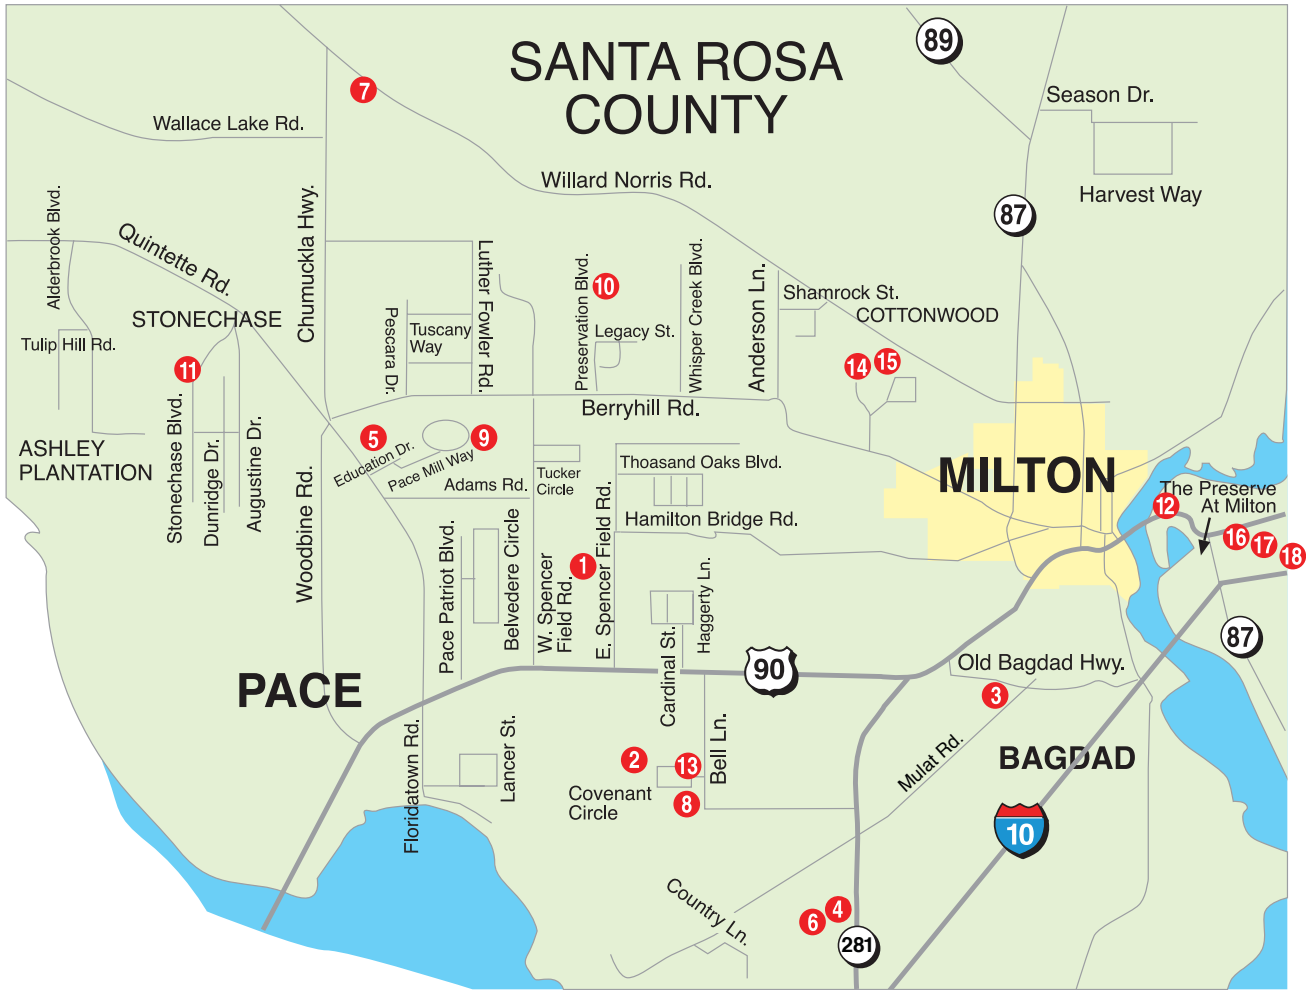 89
SANTA ROSA
COUNTY
7
Season Dr.
Wallace Lake Rd.
Willard Norris Rd.
Harvest Way
87
Alderbrook Blvd.
Quintette Rd.
Chumuckla Hwy.
Luther Fowler Rd.
Preservation Blvd.
10
Whisper Creek Blvd.
Anderson Ln.
Shamrock St.
COTTONWOOD
STONECHASE
Pescara Dr.
Tuscany
Way
Legacy St.
Tulip Hill Rd.
11
14
15
Berryhill Rd.
Stonechase Blvd.
Dunridge Dr.
Augustine Dr.
ASHLEY
PLANTATION
5
9
Education Dr.
Pace Mill Way
Adams Rd.
Tucker
Circle
Thoasand Oaks Blvd.
MILTON
Woodbine Rd.
Hamilton Bridge Rd.
The Preserve
At Milton
12
16
17
18
Pace Patriot Blvd.
Belvedere Circle
W. Spencer
Field Rd.
1
E. Spencer Field Rd.
Cardinal St.
Haggerty Ln.
87
90
Old Bagdad Hwy.
PACE
3
Floridatown Rd.
Lancer St.
2
13
8
Bell Ln.
Covenant
Circle
Mulat Rd.
BAGDAD
10
Country Ln.
6
4
281